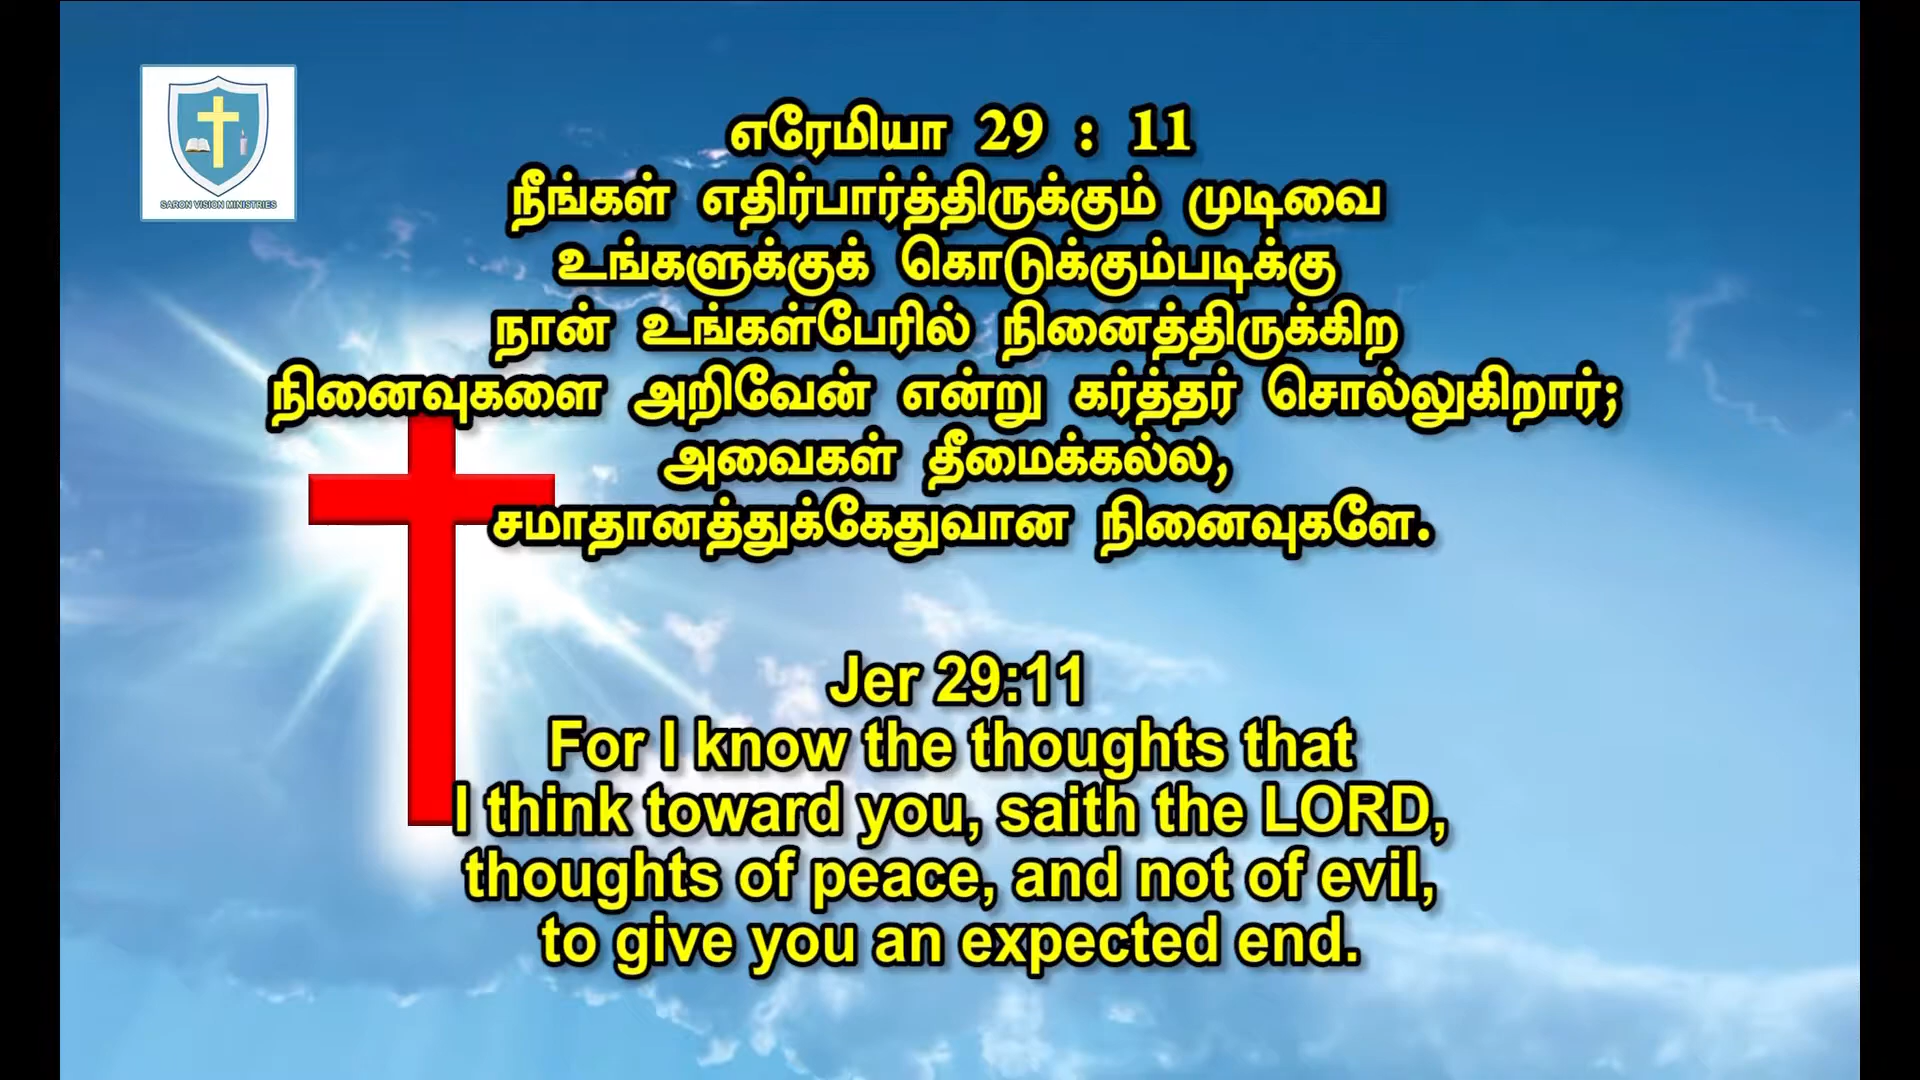 SARON VISION MINISTRIES
எரேமியா 29 : 11
நீங்கள் எதிர்பார்த்திருக்கும் முடிவை
உங்களுக்குக் கொடுக்கும்படிக்கு
நான் உங்கள்பேரில் நினைத்திருக்கிற
நினைவுகளை அறிவேன் என்று கர்த்தர் சொல்லுகிறார்;
அவைகள் தீமைக்கல்ல,
சமாதானத்துக்கேதுவான நினைவுகளே.
Jer 29:11
For I know the thoughts that
I think toward you, saith the LORD,
thoughts of peace, and not of evil,
to give you an expected end.